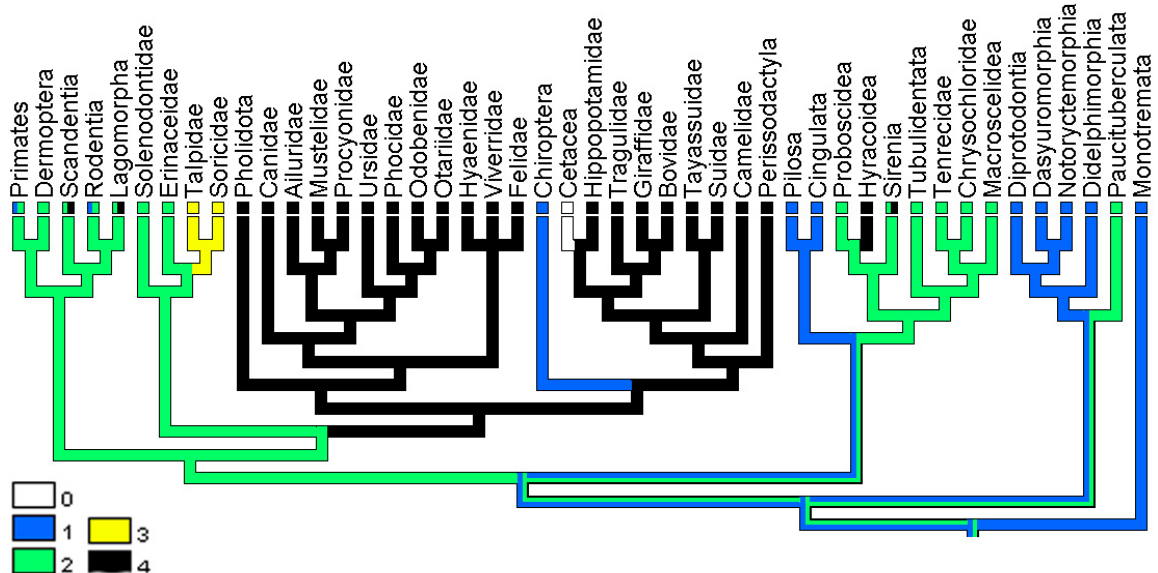 Primates
Dermoptera
Scandentia
Rodentia
Lagomorpha
Solenodontidae
Erinaceidae
Talpidae
Soricidae
Pholidota
Canidae
Ailuridae
Mustelidae
Procyonidae
Ursidae
Phocidae
Odobenidae
Otariidae
Hyaenidae
Viverridae
Felidae
Chiroptera
Cetacea
Hippopotamidae
Tragulidae
Giraffidae
Bovidae
Tayassuidae
Suidae
Camelidae
Perissodactyla
Pilosa
Cingulata
Proboscidea
Hyracoidea
Sirenia
Tubulidentata
Tenrecidae
Chrysochloridae
Macroscelidea
Diprotodontia
Dasyuromorphia
Notoryctemorphia
Didelphimorphia
Paucituberculata
Monotremata
0
1 3
2 4